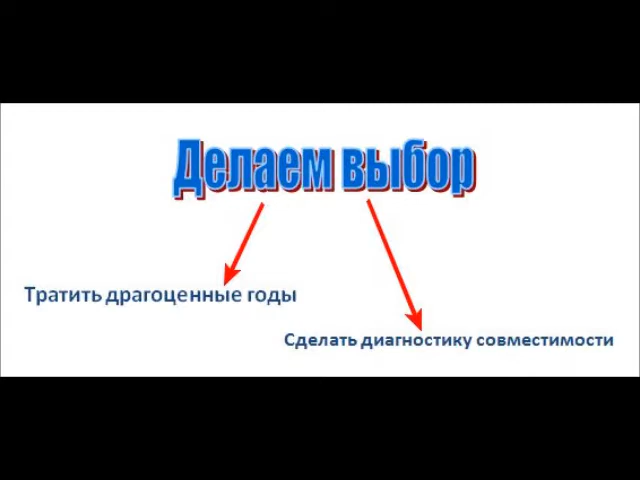 Делаем выбор
Тратить драгоценные годы
Сделать диагностику совместимости